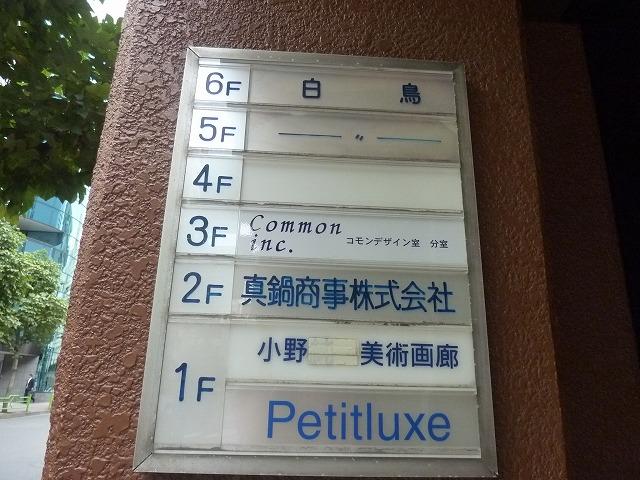 6F 白鳥
5F 〃
4F
3F Common inc. コモンデザイン室 分室
2F 真鍋商事株式会社
1F 小野 美術画廊
Petitluxe